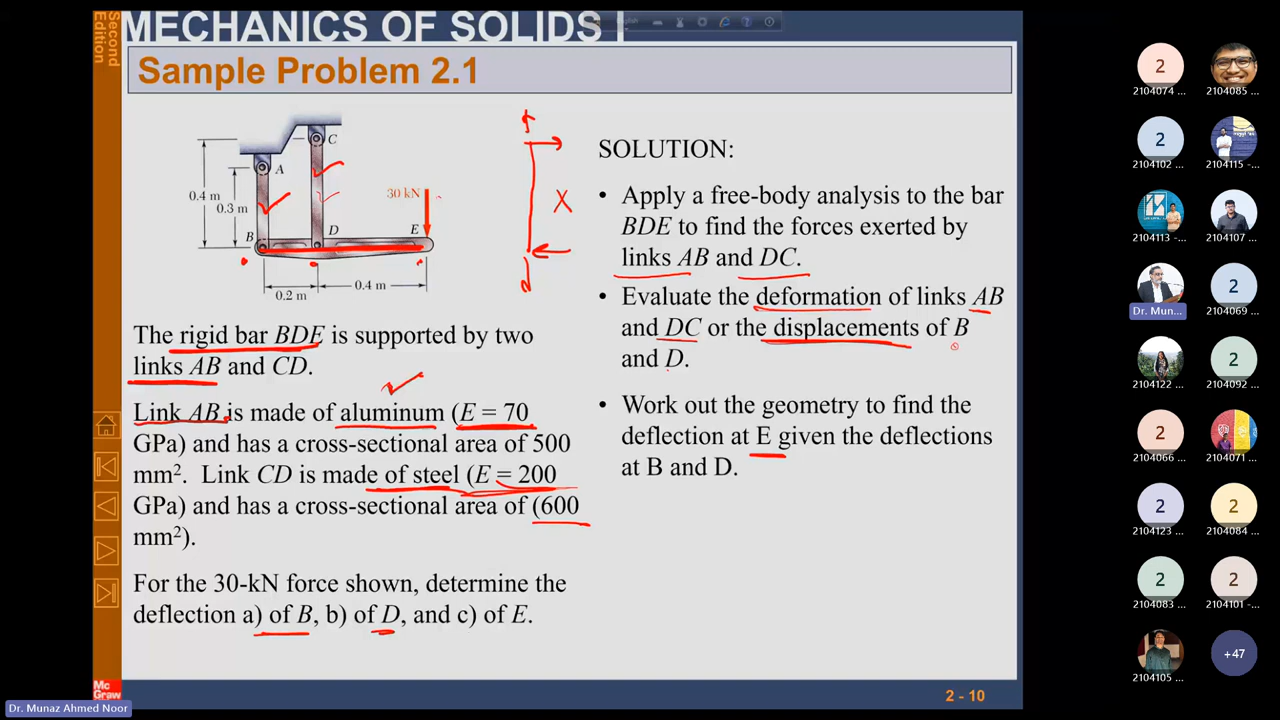 Second
Edition
MECHANICS OF SOLIDS I
English
Sample Problem 2.1
C
A
0.4 m
0.3 m
30 kN
B
D
E
0.2 m
0.4 m
X
The rigid bar BDE is supported by two
links AB and CD.
Link AB is made of aluminum (E = 70
GPa) and has a cross-sectional area of 500
mm². Link CD is made of steel (E = 200
GPa) and has a cross-sectional area of (600
mm²).
For the 30-kN force shown, determine the
deflection a) of B, b) of D, and c) of E.
SOLUTION:
• Apply a free-body analysis to the bar
BDE to find the forces exerted by
links AB and DC.
• Evaluate the deformation of links AB
and DC or the displacements of B
and D.
• Work out the geometry to find the
deflection at E given the deflections
at B and D.
Mc
Graw
2 - 10
Dr. Munaz Ahmed Noor
2
2104074 ...
2104085 ...
2
2104102 ...
2104115 -...
2104113 -...
2104107 ...
Dr. Mun...
2
2104069 ...
2104122 ...
2
2104092 ...
2
2104066 ...
2104071 ...
2
2104123 ...
2
2104084 ...
2
2104083 ...
2
2104101 -...
2104105 ...
+47